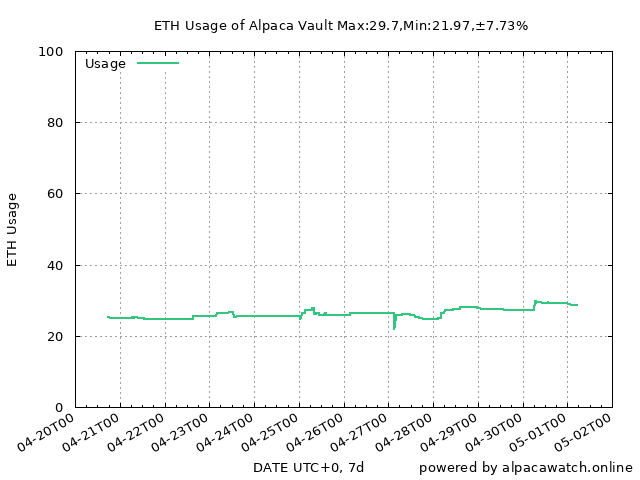 ETH Usage of Alpaca Vault Max:29.7,Min:21.97,±7.73%
Usage
100
80
60
40
20
0
ETH Usage
04-20T00
04-21T00
04-22T00
04-23T00
04-24T00
04-25T00
04-26T00
04-27T00
04-28T00
04-29T00
04-30T00
05-01T00
05-02T00
DATE UTC+0, 7d
powered by alpacawatch.online